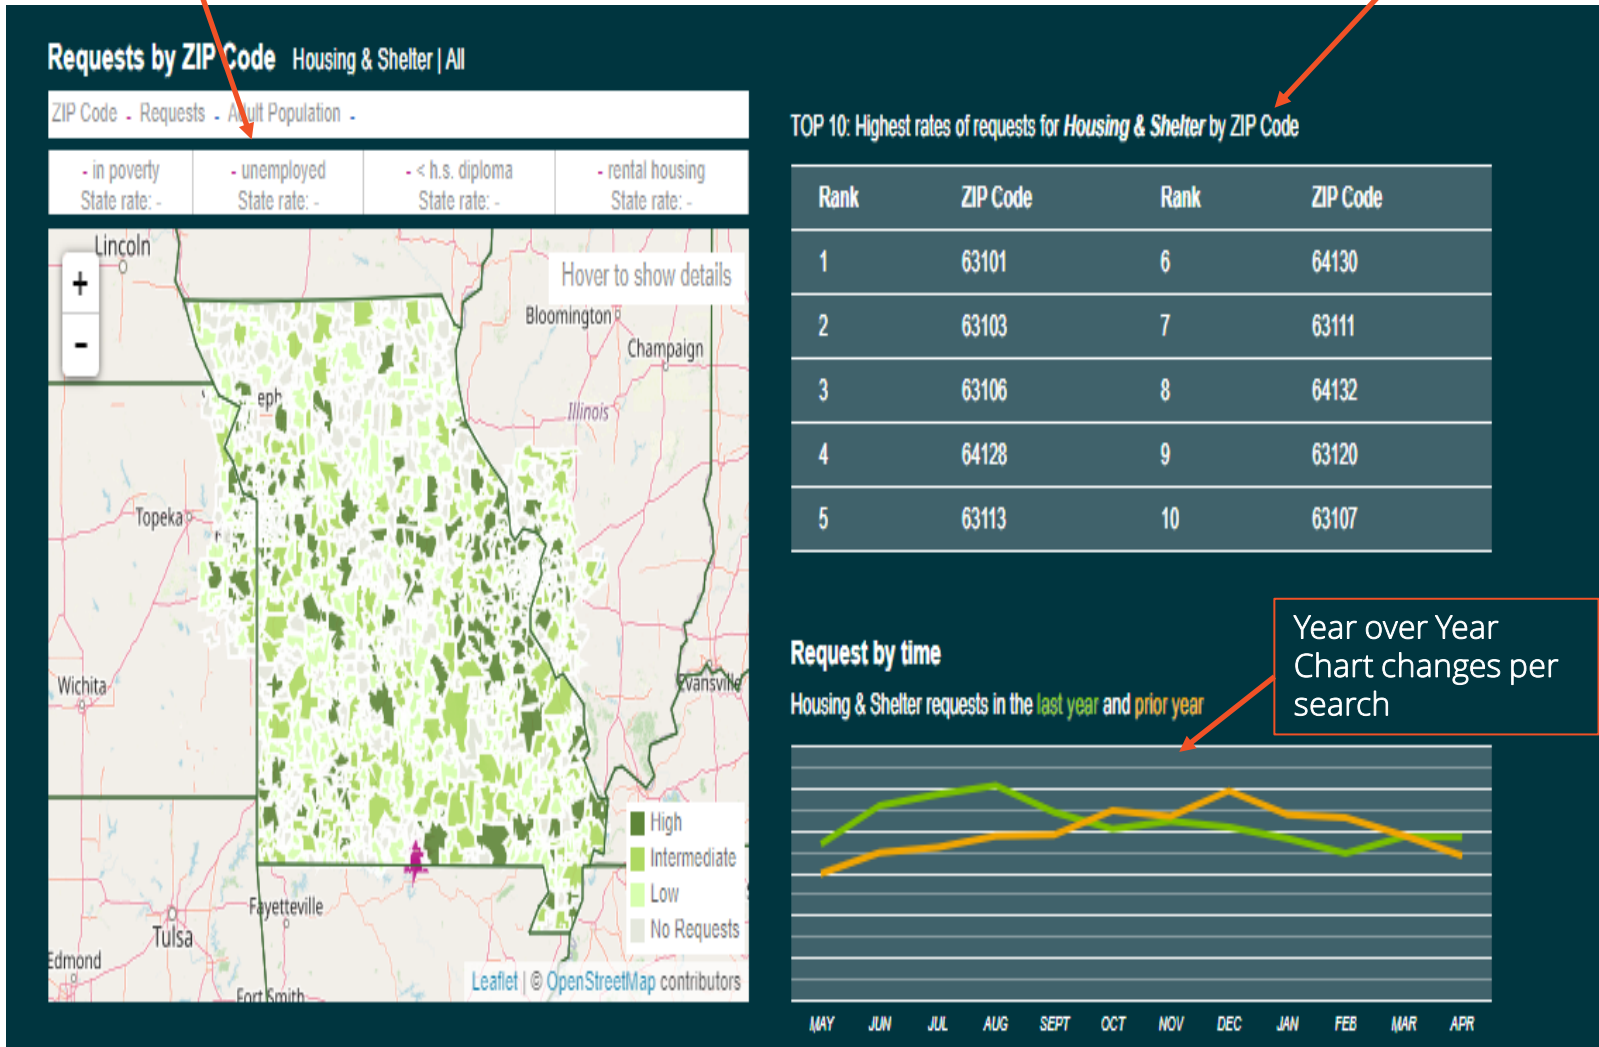 Requests by ZIP Code Housing & Shelter | All
ZIP Code - Requests - Adult Population -
- in poverty
State rate: -
- unemployed
State rate: -
- < h.s. diploma
State rate: -
- rental housing
State rate: -
Lincoln
+
-
Hover to show details
Bloomington
Champaign
Illinois
eph
Topeka
Wichita
Evansville
Fayetteville
Tulsa
Edmond
Fort Smith
High
Intermediate
Low
No Requests
Leaflet | © OpenStreetMap contributors
TOP 10: Highest rates of requests for Housing & Shelter by ZIP Code
Rank ZIP Code Rank ZIP Code
1 63101 6 64130
2 63103 7 63111
3 63106 8 64132
4 64128 9 63120
5 63113 10 63107
Year over Year
Chart changes per
search
Request by time
Housing & Shelter requests in the last year and prior year
MAY JUN JUL AUG SEPT OCT NOV DEC JAN FEB MAR APR